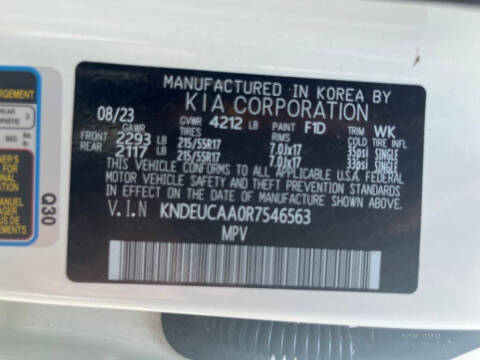 MANUFACTURED IN KOREA BY
KIA CORPORATION
08/23 GVWR 4212 LB PAINT F1D TRIM WK
TIRES RIMS COLD TIRE INFL
FRONT 2293 LB 215/55R17 7.0Jx17 35psi SINGLE
REAR 2117 LB 215/55R17 7.0Jx17 33psi SINGLE
THIS VEHICLE CONFORMS TO ALL APPLICABLE U.S.A. FEDERAL
MOTOR VEHICLE SAFETY AND THEFT PREVENTION STANDARDS
IN EFFECT ON THE DATE OF MANUFACTURE SHOWN ABOVE
V.I.N KNDEUCAA0R7546563
MPV
Q30
REAR 3